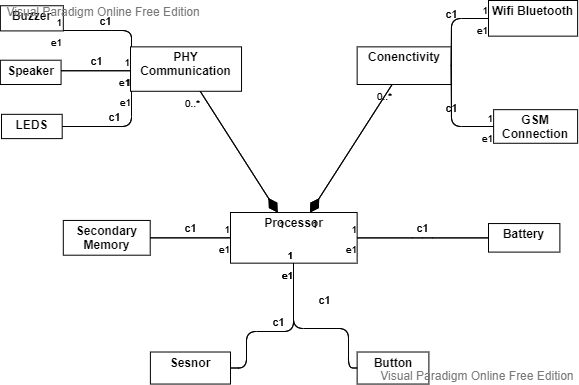 Visual Paradigm Online Free Edition
Buzzer
1
c1
e1
Wifi Bluetooth
1
c1
e1
PHY
Communication
Conenctivity
Speaker
c1
1
e1
e1
0..*
0..*
LEDS
c1
c1
1
e1
GSM
Connection
Processor
1
1
Secondary
Memory
c1
1
e1
1
e1
c1
Battery
1
e1
c1
c1
Sesnor
Button
Visual Paradigm Online Free Edition